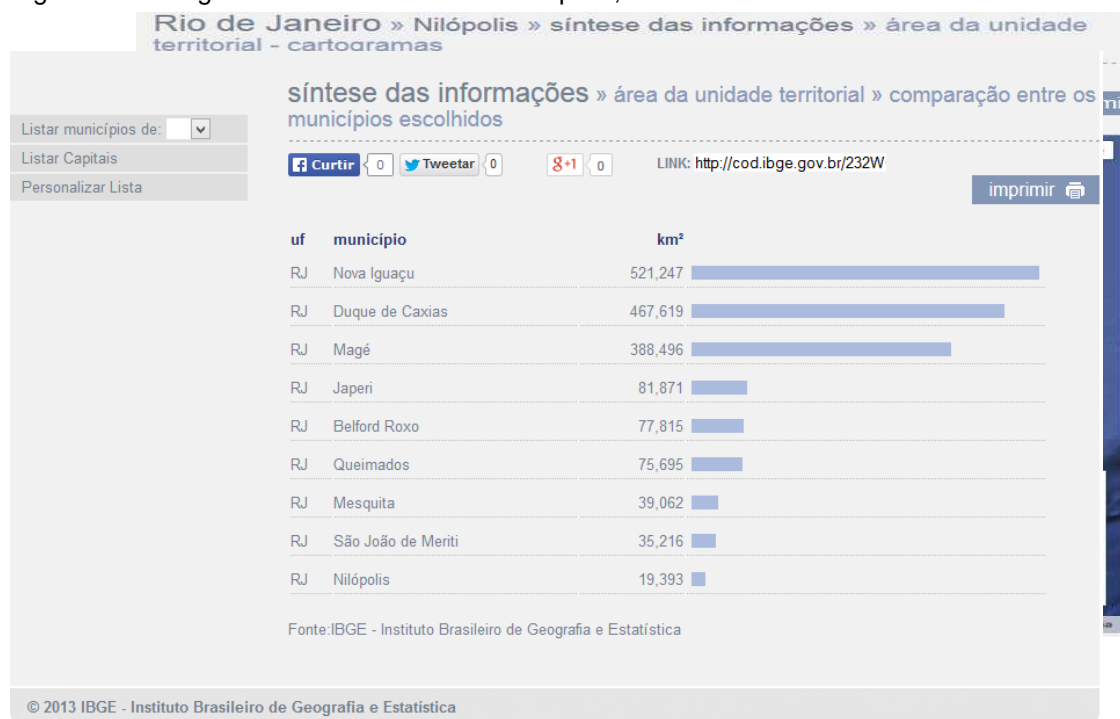 Rio de Janeiro » Nilópolis » síntese das informações » área da unidade
territorial - cartogramas
síntese das informações » área da unidade territorial » comparação entre os
municípios escolhidos
Listar municípios de:
Listar Capitais
Personalizar Lista
Curtir 0 Tweetar 0 g+1 0 LINK: http://cod.ibge.gov.br/232W
imprimir
uf município km²
RJ Nova Iguaçu 521,247
RJ Duque de Caxias 467,619
RJ Magé 388,496
RJ Japeri 81,871
RJ Belford Roxo 77,815
RJ Queimados 75,695
RJ Mesquita 39,062
RJ São João de Meriti 35,216
RJ Nilópolis 19,393
Fonte:IBGE - Instituto Brasileiro de Geografia e Estatística
© 2013 IBGE - Instituto Brasileiro de Geografia e Estatística